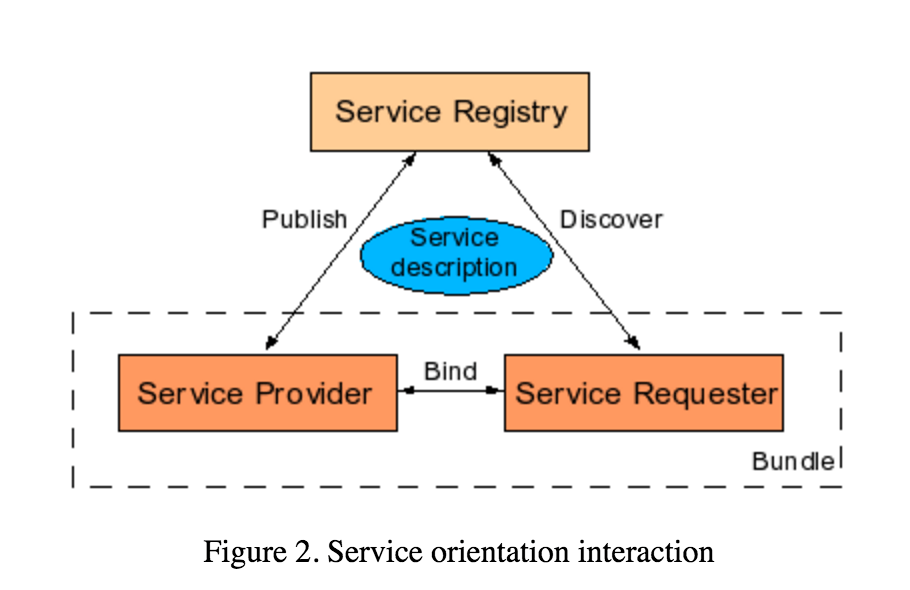 Service Registry
Publish
Discover
Service
description
Bind
Service Provider
Service Requester
Bundle
Figure 2. Service orientation interaction